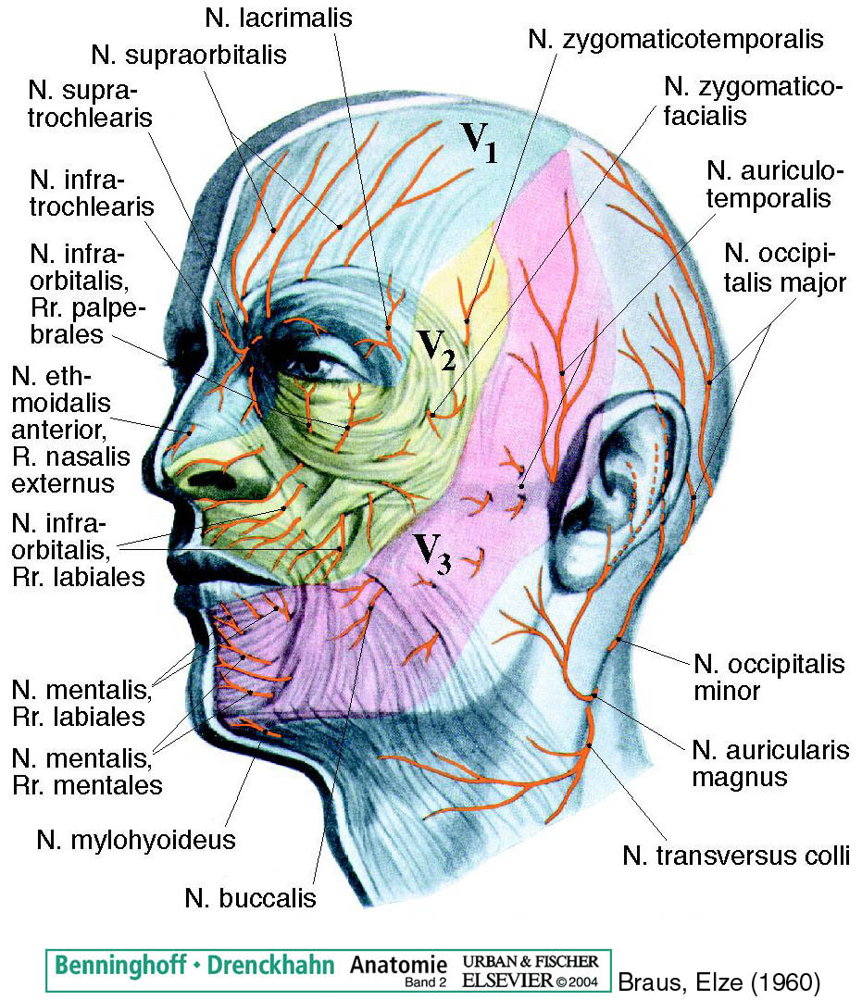 N. lacrimalis
N. supraorbitalis
N. supra-
trochlearis
N. infra-
trochlearis
N. infra-
orbitalis,
Rr. palpe-
brales
N. eth-
moidalis
anterior,
R. nasalis
externus
N. infra-
orbitalis,
Rr. labiales
N. mentalis,
Rr. labiales
N. mentalis,
Rr. mentales
N. mylohyoideus
N. buccalis
N. zygomaticotemporalis
N. zygomatico-
facialis
N. auriculo-
temporalis
N. occipi-
talis major
N. occipitalis
minor
N. auricularis
magnus
N. transversus colli
V1
V2
V3
Benninghoff · Drenckhahn Anatomie
Band 2
URBAN & FISCHER
ELSEVIER © 2004
Braus, Elze (1960)